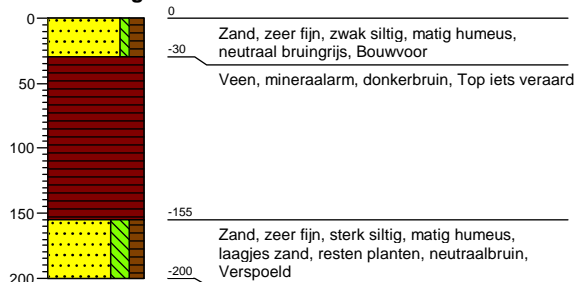 0
0
Zand, zeer fijn, zwak siltig, matig humeus,
neutraal bruingrijs, Bouwvoor
-30
Veen, mineraalarm, donkerbruin, Top iets veraard
50
100
150
-155
Zand, zeer fijn, sterk siltig, matig humeus,
laagjes zand, resten planten, neutraalbruin,
Verspoeld
-200
200